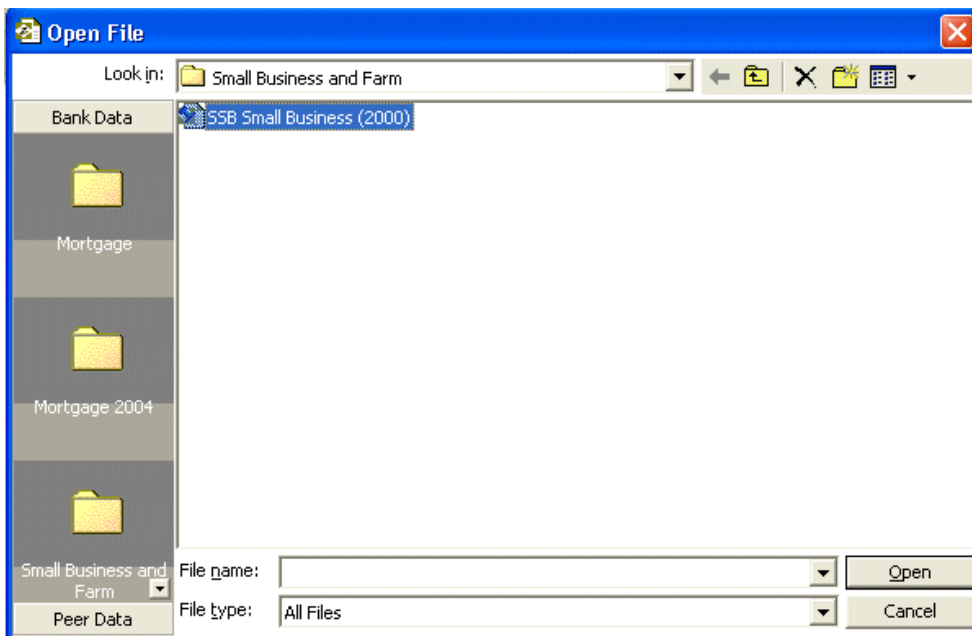 Open File
Look in: Small Business and Farm
Bank Data
SSB Small Business (2000)
Mortgage
Mortgage 2004
Small Business and
Farm
Peer Data
File name:
Open
File type: All Files
Cancel